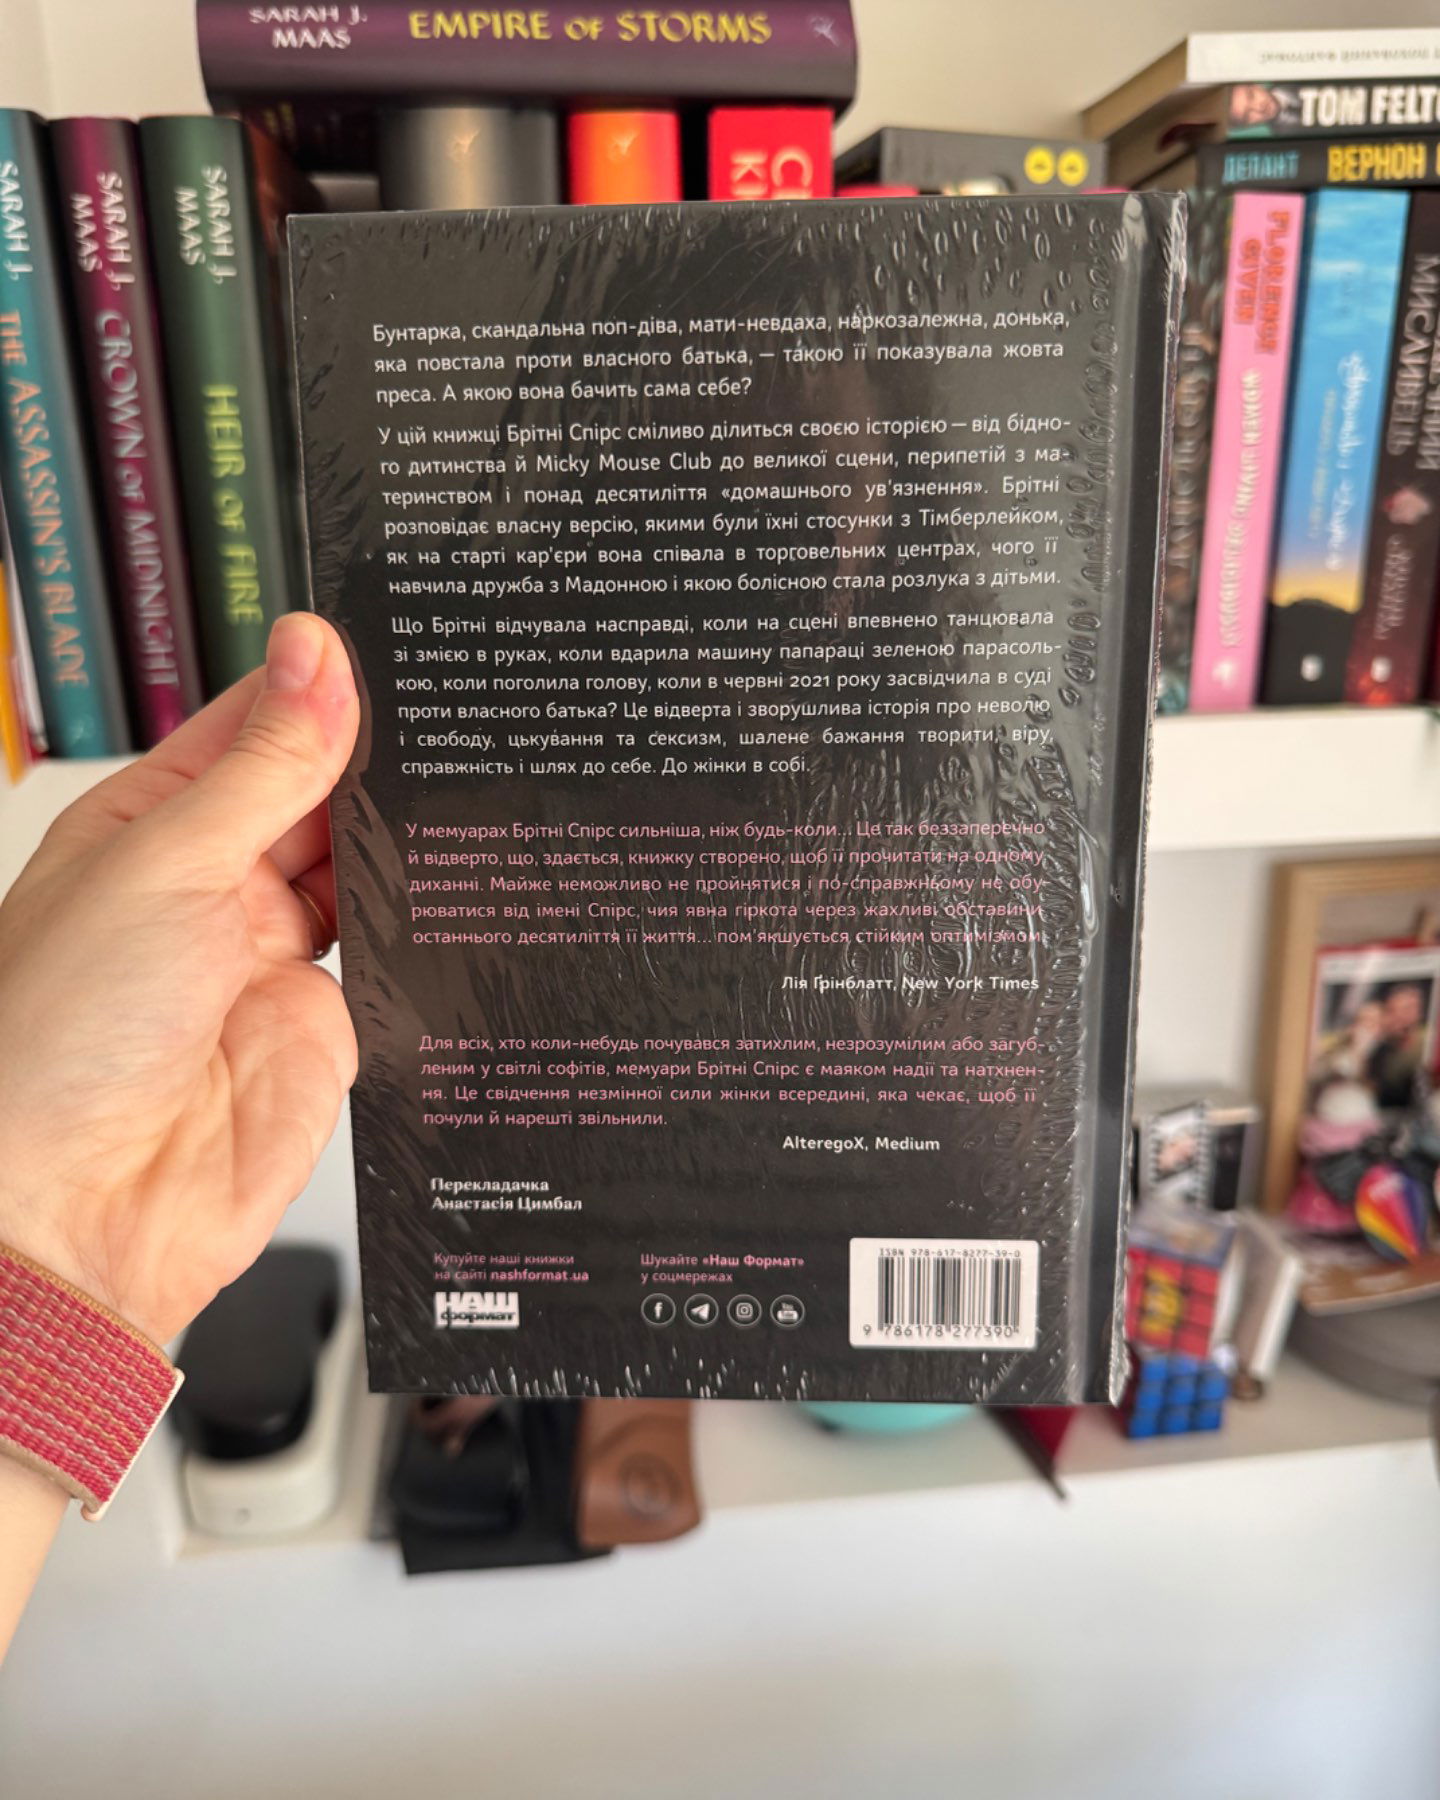 SARAH J.
MAAS
EMPIRE OF STORMS
SARAH J.
THE ASSASSIN'S BLADE
SARAH J.
MAAS
CROWN OF MIDNIGHT
SARAH J.
MAAS
HEIR OF FIRE
TOM
ДЕПАНТ
ВЕРНОН
FLORENCE
GIVEN
WOMEN DON'T OWE YOU PRETTY
МИСЛИВЕЦЬ
Бунтарка, скандальна поп-діва, мати-невдаха, наркозалежна, донька,
яка повстала проти власного батька, — такою її показувала жовта
преса. А якою вона бачить сама себе?
У цій книжці Брітні Спірс сміливо ділиться своєю історією — від бідно-
го дитинства й Micky Mouse Club до великої сцени, перипетій з ма-
теринством і понад десятиліття «домашнього ув'язнення». Брітні
розповідає власну версію, якими були їхні стосунки з Тімберлейком,
як на старті кар'єри вона співала в торговельних центрах, чого її
навчила дружба з Мадонною і якою болісною стала розлука з дітьми.
Що Брітні відчувала насправді, коли на сцені впевнено танцювала
зі змією в руках, коли вдарила машину папараці зеленою парасоль-
кою, коли поголила голову, коли в червні 2021 року засвідчила в суді
проти власного батька? Це відверта і зворушлива історія про неволю
і свободу, цькування та сексизм, шалене бажання творити, віру,
справжність і шлях до себе. До жінки в собі.
У мемуарах Брітні Спірс сильніша, ніж будь-коли... Це так беззаперечно
й відверто, що, здається, книжку створено, щоб її прочитати на одному
диханні. Майже неможливо не пройнятися і по-справжньому не обу-
рюватися від імені Спірс, чия явна гіркота через жахливі обставини
останнього десятиліття її життя... пом'якшується стійким оптимізмом.
Лія Ґрінблатт, New York Times
Для всіх, хто коли-небудь почувався затихлим, незрозумілим або загуб-
леним у світлі софітів, мемуари Брітні Спірс є маяком надії та натхнен-
ня. Це свідчення незмінної сили жінки всередині, яка чекає, щоб її
почули й нарешті звільнили.
AlteregoX, Medium
Перекладачка
Анастасія Цимбал
Купуйте наші книжки
на сайті nashformat.ua
НАШ
формат
Шукайте «Наш Формат»
у соцмережах
ISBN 978-617-8277-39-0
9 786178 277390